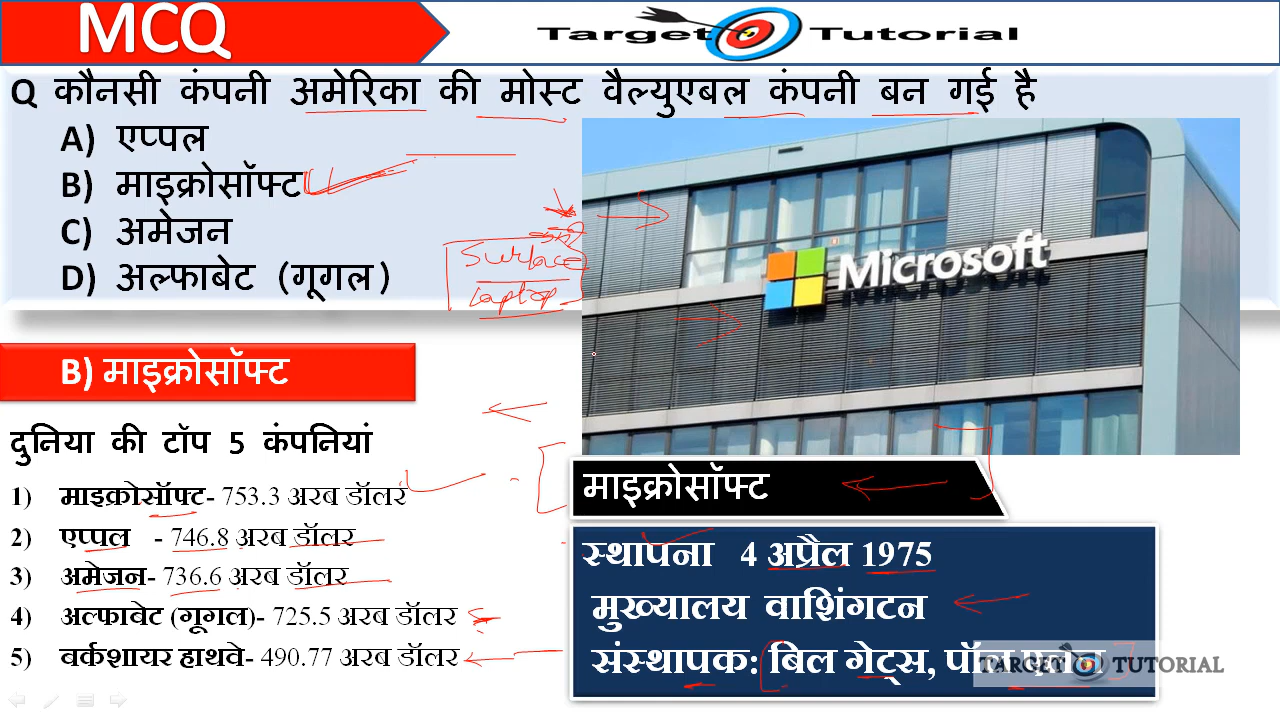 MCQ
Target Tutorial
Q कौनसी कंपनी अमेरिका की मोस्ट वैल्युएबल कंपनी बन गई है
A) एप्पल
B) माइक्रोसॉफ्ट
C) अमेजन
D) अल्फाबेट (गूगल)
Surface
Laptop
Microsoft
B) माइक्रोसॉफ्ट
दुनिया की टॉप 5 कंपनियां
1) माइक्रोसॉफ्ट- 753.3 अरब डॉलर
2) एप्पल - 746.8 अरब डॉलर
3) अमेजन- 736.6 अरब डॉलर
4) अल्फाबेट (गूगल)- 725.5 अरब डॉलर
5) वर्कशायर हाथवे- 490.77 अरब डॉलर
माइक्रोसॉफ्ट
स्थापना 4 अप्रैल 1975
मुख्यालय वाशिंगटन
संस्थापक: बिल गेट्स, पॉल
TARGET TUTORIAL